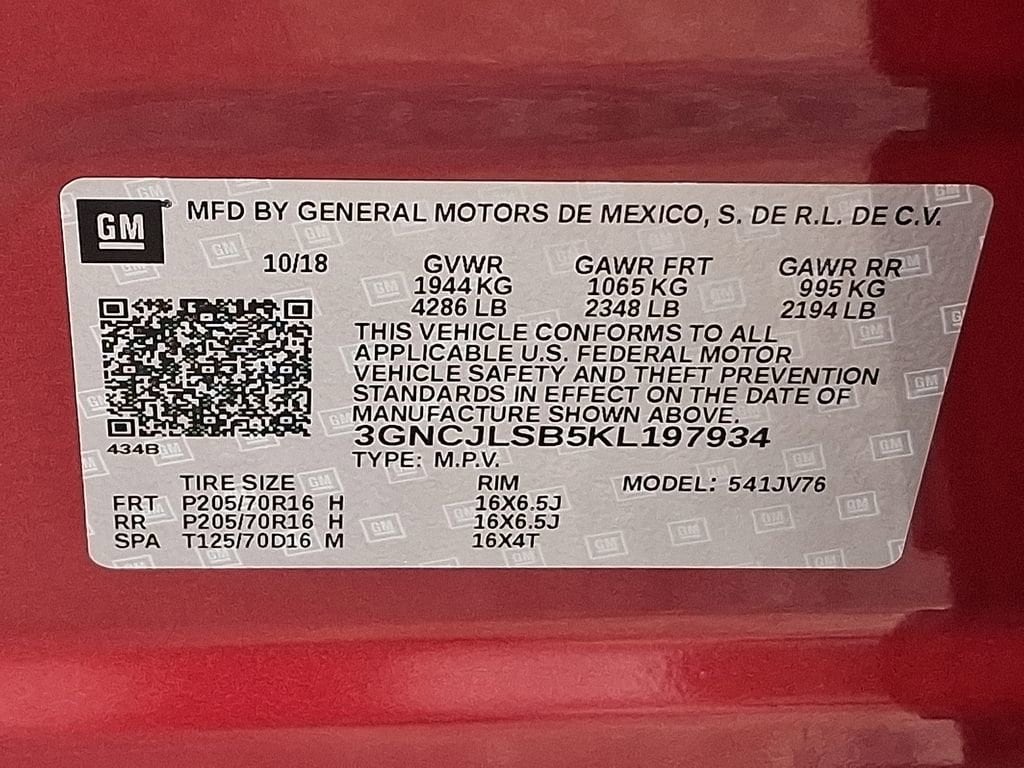 GM MFD BY GENERAL MOTORS DE MEXICO, S. DE R.L. DE C.V.
10/18 GVWR GAWR FRT GAWR RR
1944 KG 1065 KG 995 KG
4286 LB 2348 LB 2194 LB
THIS VEHICLE CONFORMS TO ALL
APPLICABLE U.S. FEDERAL MOTOR
VEHICLE SAFETY AND THEFT PREVENTION
STANDARDS IN EFFECT ON THE DATE OF
MANUFACTURE SHOWN ABOVE.
434B 3GNCJLSB5KL197934
TYPE: M.P.V.
TIRE SIZE RIM MODEL: 541JV76
FRT P205/70R16 H 16X6.5J
RR P205/70R16 H 16X6.5J
SPA T125/70D16 M 16X4T